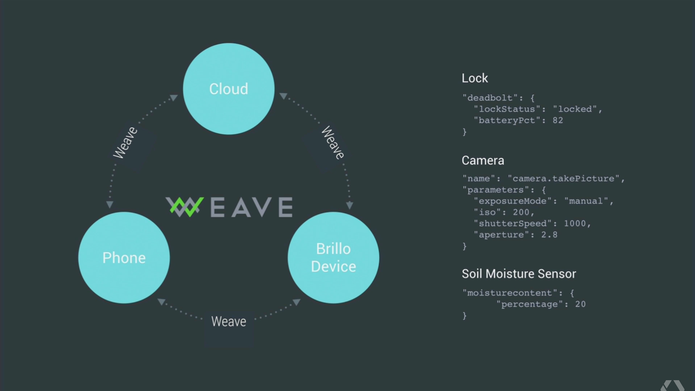 Cloud
Weave
Weave
WEAVE
Phone
Brillo
Device
Weave
Lock
"deadbolt": {
"lockStatus": "locked",
"batteryPct": 82
}
Camera
"name": "camera.takePicture",
"parameters": {
"exposureMode": "manual",
"iso": 200,
"shutterSpeed": 1000,
"aperture": 2.8
}
Soil Moisture Sensor
"moisturecontent": {
"percentage": 20
}